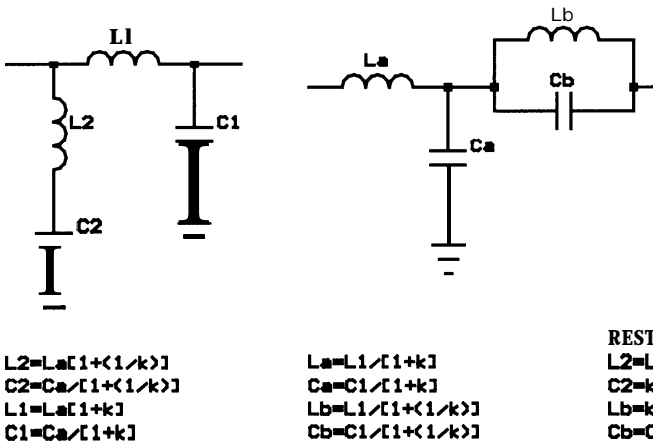 L1
Lb
La
Cb
L2
C1
Ca
C2
L2=La[1+(1/k)]
C2=Ca/[1+(1/k)]
L1=La[1+k]
C1=Ca/[1+k]
La=L1/[1+k]
Ca=C1/[1+k]
Lb=L1/[1+(1/k)]
Cb=C1/[1+(1/k)]
REST
L2=L
C2=k
Lb=k
Cb=C